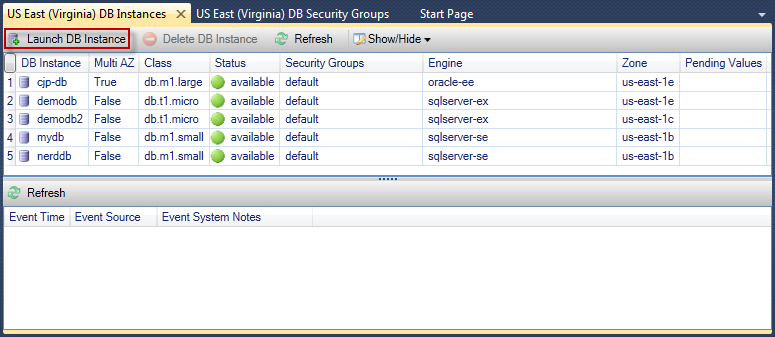 US East (Virginia) DB Instances US East (Virginia) DB Security Groups Start Page
Launch DB Instance Delete DB Instance Refresh Show/Hide
DB Instance Multi AZ Class Status Security Groups Engine Zone Pending Values
1 cjp-db True db.m1.large available default oracle-ee us-east-1e
2 demodb False db.t1.micro available default sqlserver-ex us-east-1e
3 demodb2 False db.t1.micro available default sqlserver-ex us-east-1c
4 mydb False db.m1.small available default sqlserver-se us-east-1b
5 nerddb False db.m1.small available default sqlserver-se us-east-1b
Refresh
Event Time Event Source Event System Notes